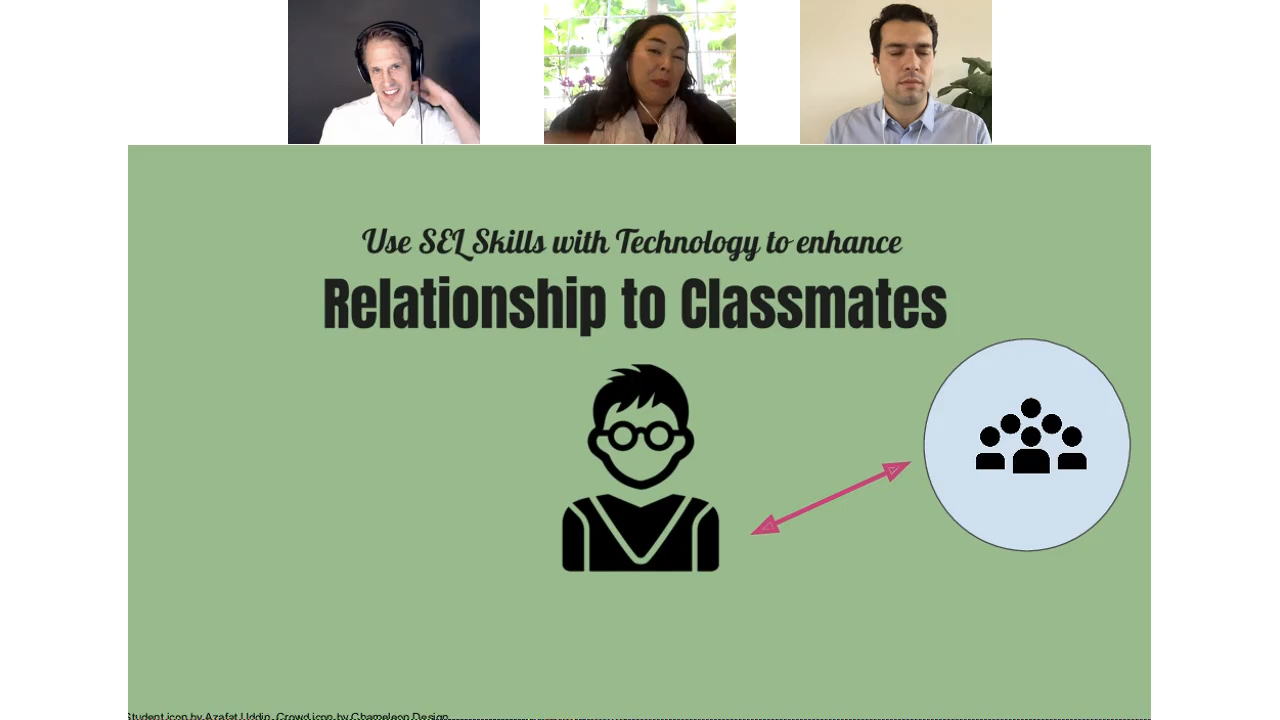 Use SEL Skills with Technology to enhance
Relationship to Classmates
Student icon by Azafat Uddin, Crowd icon by Chameleon Design